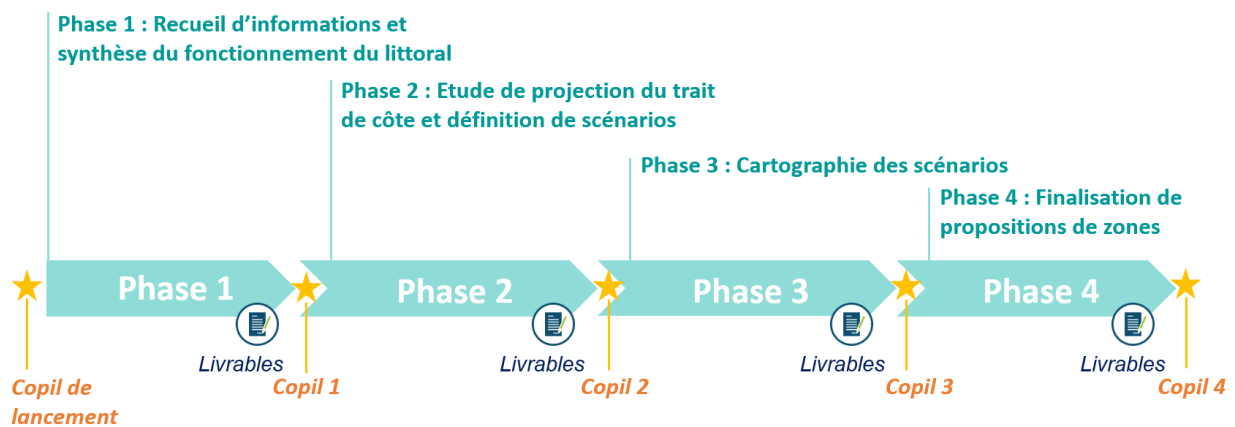 Phase 1 : Recueil d’informations et
synthèse du fonctionnement du littoral
Phase 2 : Etude de projection du trait
de côte et définition de scénarios
Phase 3 : Cartographie des scénarios
Phase 4 : Finalisation de
propositions de zones
Phase 1
Phase 2
Phase 3
Phase 4
Livrables
Livrables
Livrables
Livrables
Copil de
lancement
Copil 1
Copil 2
Copil 3
Copil 4